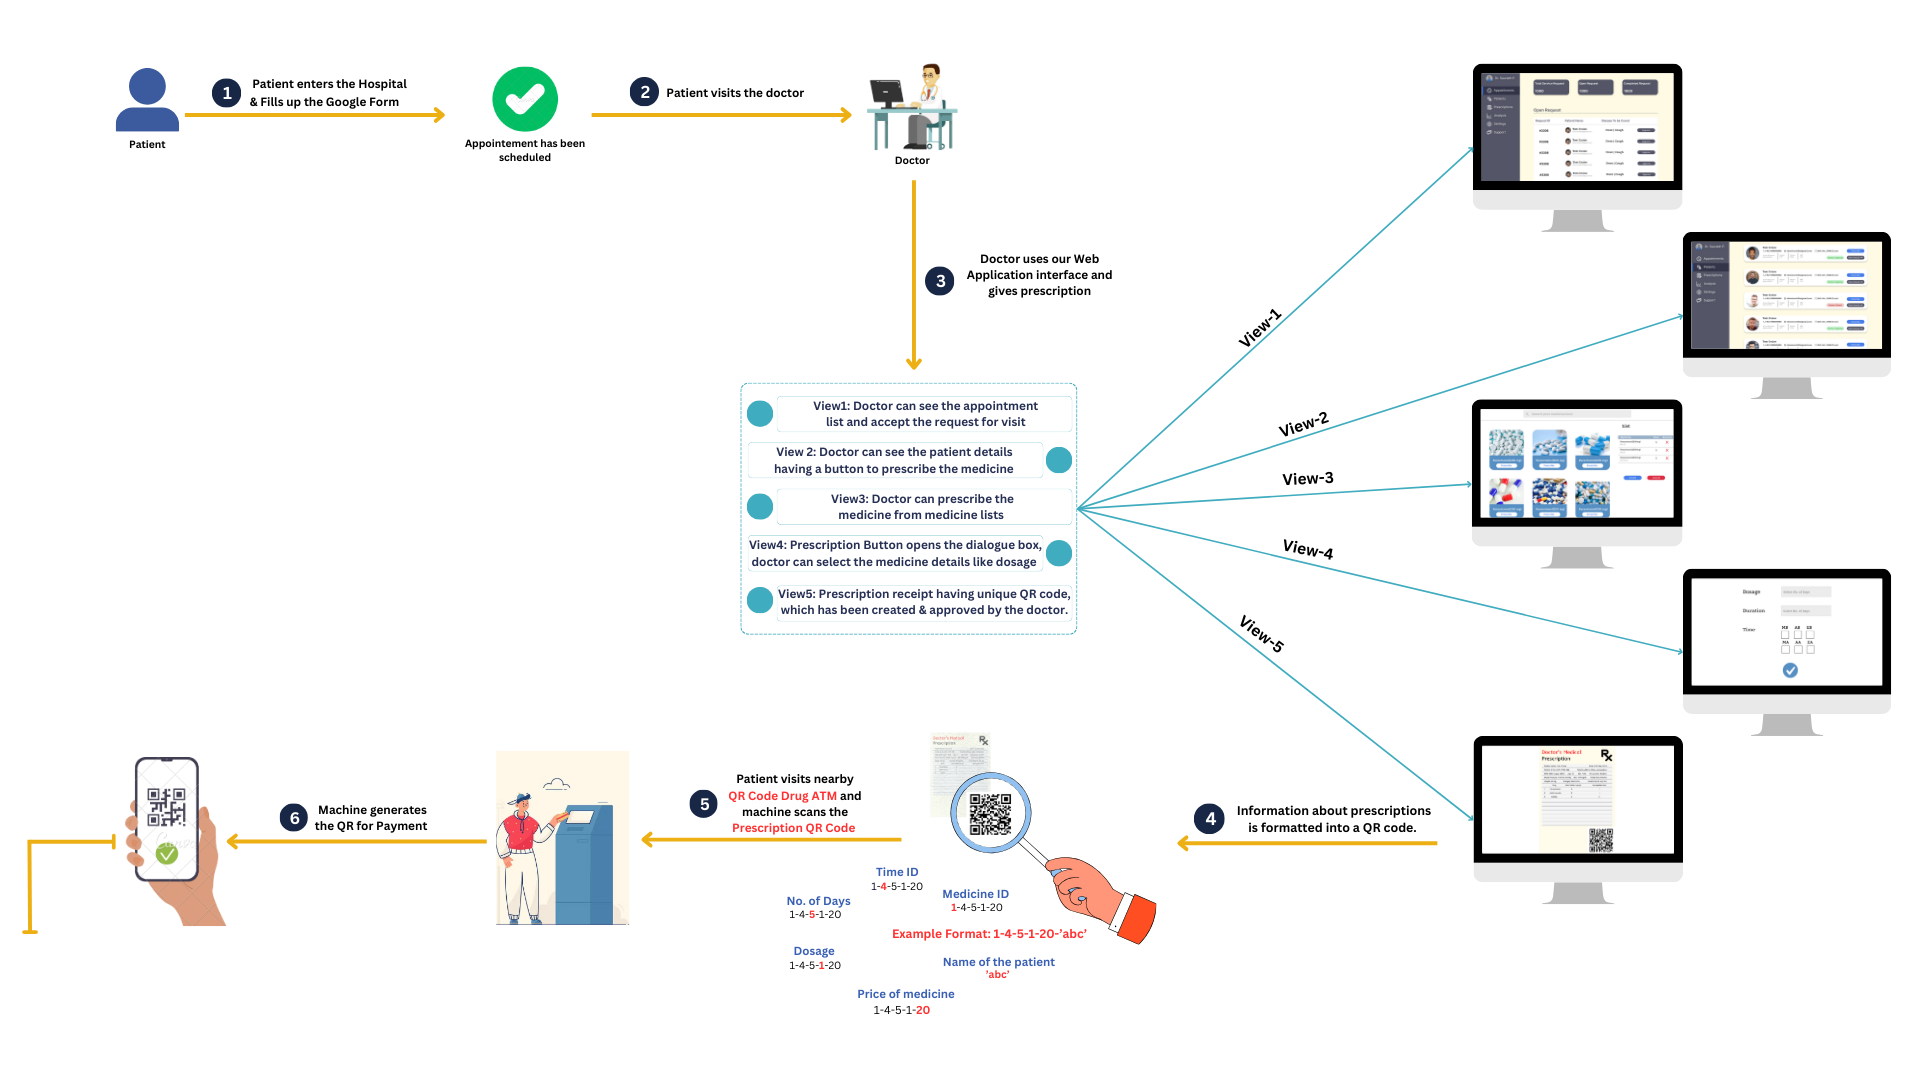 1
Patient enters the Hospital
& Fills up the Google Form
Patient
Appointement has been
scheduled
2
Patient visits the doctor
Doctor
3
Doctor uses our Web
Application interface and
gives prescription
View1: Doctor can see the appointment
list and accept the request for visit
View 2: Doctor can see the patient details
having a button to prescribe the medicine
View3: Doctor can prescribe the
medicine from medicine lists
View4: Prescription Button opens the dialogue box,
doctor can select the medicine details like dosage
View5: Prescription receipt having unique QR code,
which has been created & approved by the doctor.
View-1
View-2
View-3
View-4
View-5
Open Request
Dosage
Duration
Time
Doctor's Medical
Prescription
Rx
4
Information about prescriptions
is formatted into a QR code.
Doctor's Medical
Prescription
Rx
Time ID
1-4-5-1-20
Medicine ID
1-4-5-1-20
No. of Days
1-4-5-1-20
Example Format: 1-4-5-1-20-’abc’
Dosage
1-4-5-1-20
Name of the patient
’abc’
Price of medicine
1-4-5-1-20
5
Patient visits nearby
QR Code Drug ATM and
machine scans the
Prescription QR Code
6
Machine generates
the QR for Payment